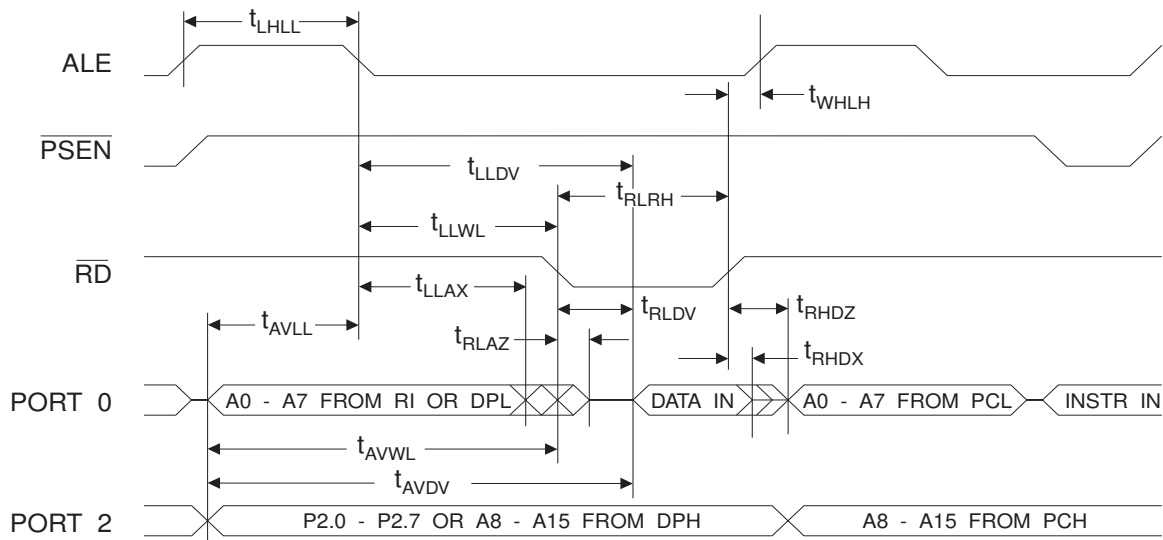 tLHLL
ALE
tWHLH
PSEN
tLLDV
tRLRH
tLLWL
RD
tLLAX
tRLDV
tRHDZ
tAVLL
tRLAZ
tRHDX
PORT 0
A0 - A7 FROM RI OR DPL
DATA IN
A0 - A7 FROM PCL
INSTR IN
tAVWL
tAVDV
PORT 2
P2.0 - P2.7 OR A8 - A15 FROM DPH
A8 - A15 FROM PCH